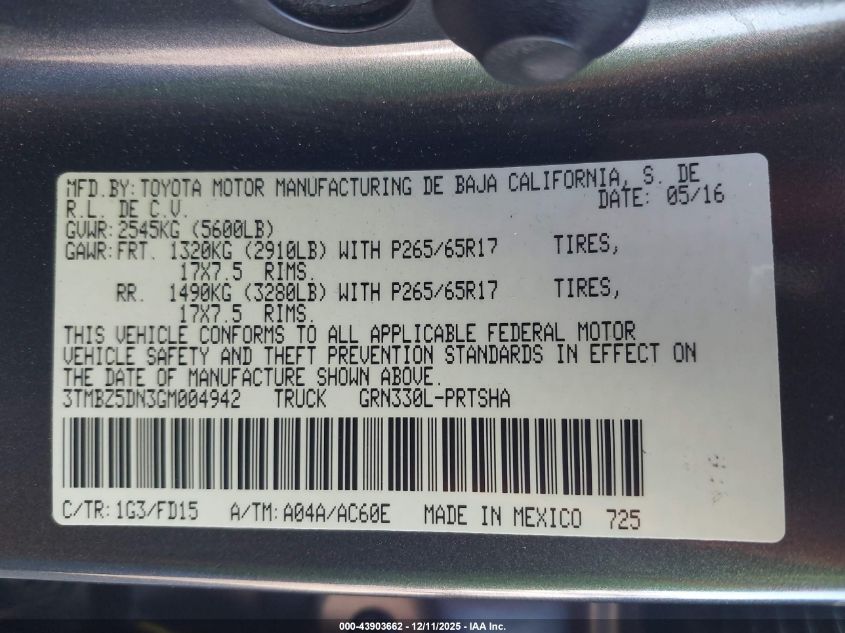 MFD.BY: TOYOTA MOTOR MANUFACTURING DE BAJA CALIFORNIA, S. DE
R.L. DE C.V. DATE: 05/16
GVWR: 2545KG (5600LB)
GAWR: FRT. 1320KG (2910LB) WITH P265/65R17 TIRES,
17X7.5 RIMS.
RR. 1490KG (3280LB) WITH P265/65R17 TIRES,
17X7.5 RIMS.
THIS VEHICLE CONFORMS TO ALL APPLICABLE FEDERAL MOTOR
VEHICLE SAFETY AND THEFT PREVENTION STANDARDS IN EFFECT ON
THE DATE OF MANUFACTURE SHOWN ABOVE.
3TMBZ5DN3GM004942 TRUCK GRN330L-PRTSHA
C/TR: 1G3/FD15 A/TM: A04A/AC60E MADE IN MEXICO 725
000-43903662 - 12/11/2025 - IAA Inc.